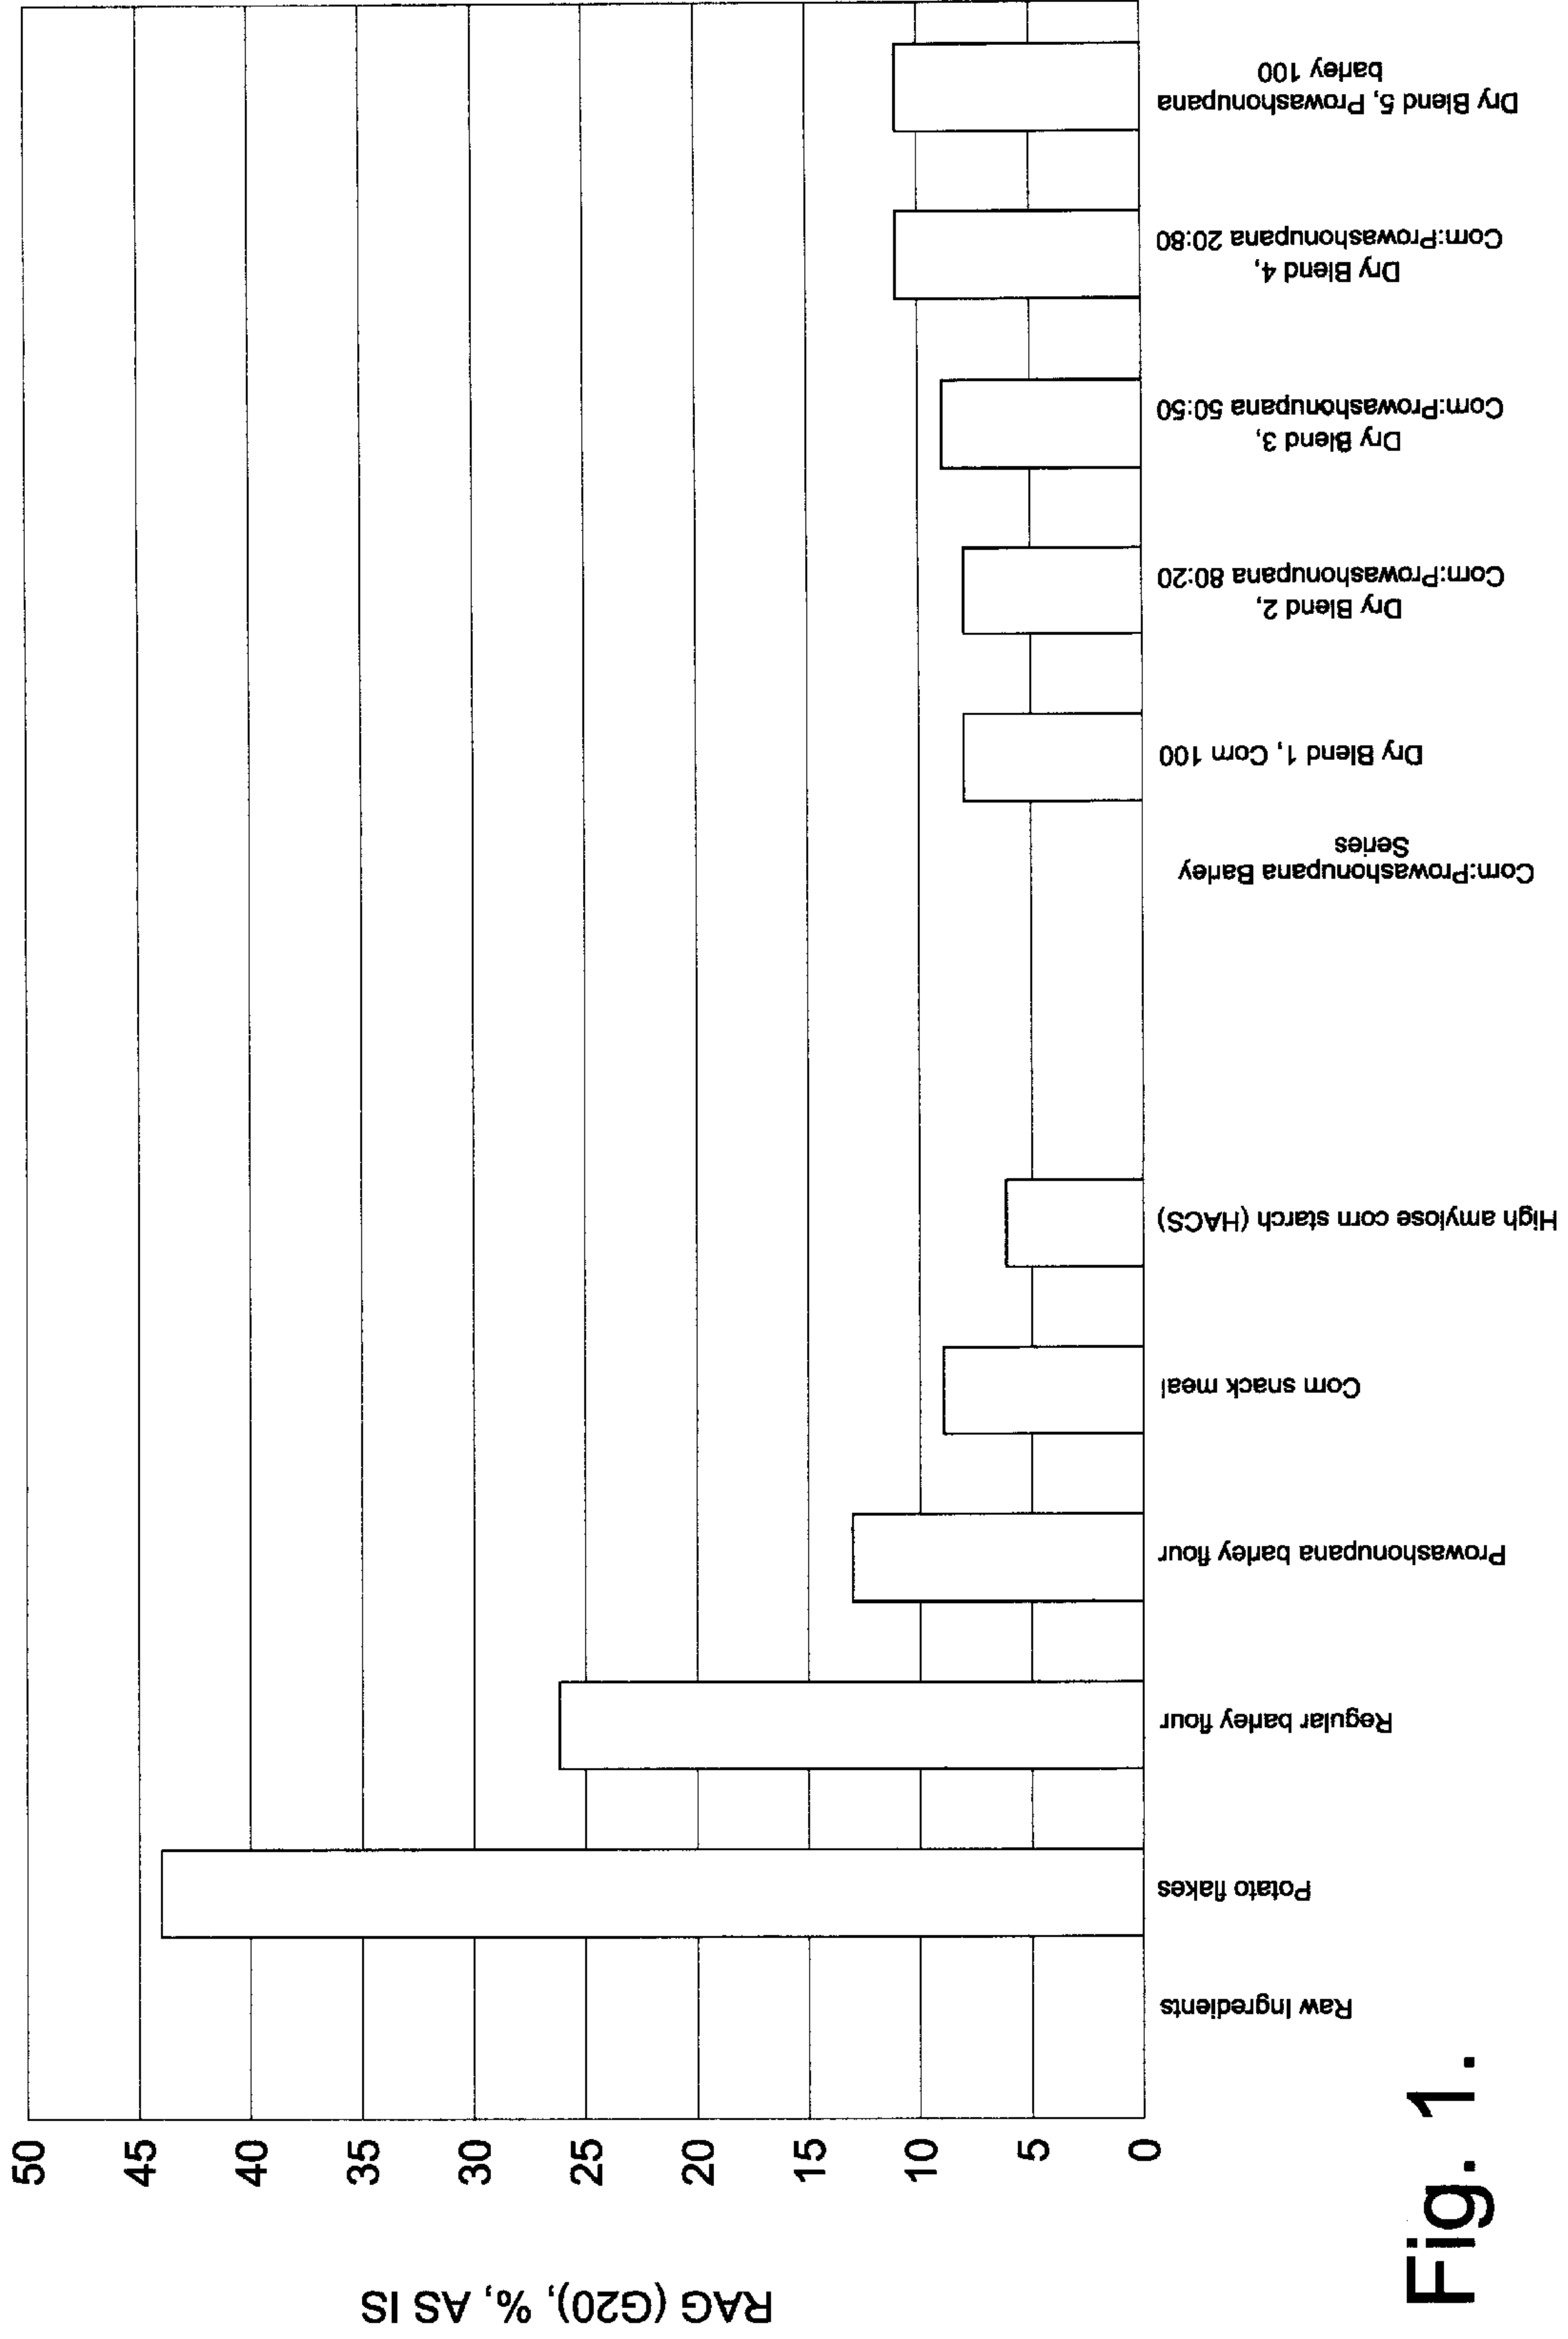 RAG (G20), %, AS IS
50
45
40
35
30
25
20
15
10
5
0
Raw Ingredients
Potato flakes
Regular barley flour
Prowashonupana barley flour
Corn snack meal
High amylose corn starch (HACS)
Corn:Prowashonupana Barley
Series
Dry Blend 1, Corn 100
Dry Blend 2,
Corn:Prowashonupana 80:20
Dry Blend 3,
Corn:Prowashonupana 50:50
Dry Blend 4,
Corn:Prowashonupana 20:80
Dry Blend 5, Prowashonupana
barley 100
Fig. 1.